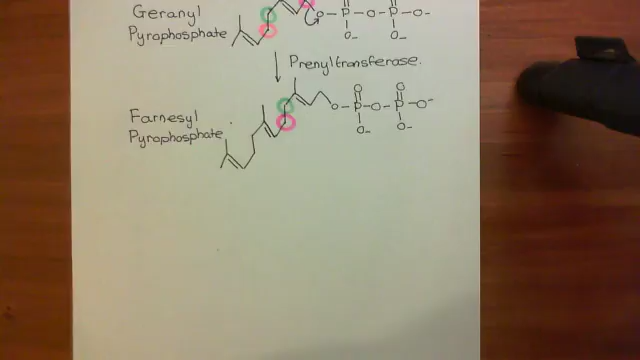 Geranyl
Pyrophosphate
O – P – O – P – O-
O- O-
Prenyltransferase.
Farnesyl
Pyrophosphate
O O
O – P – O – P – O-
O- O-